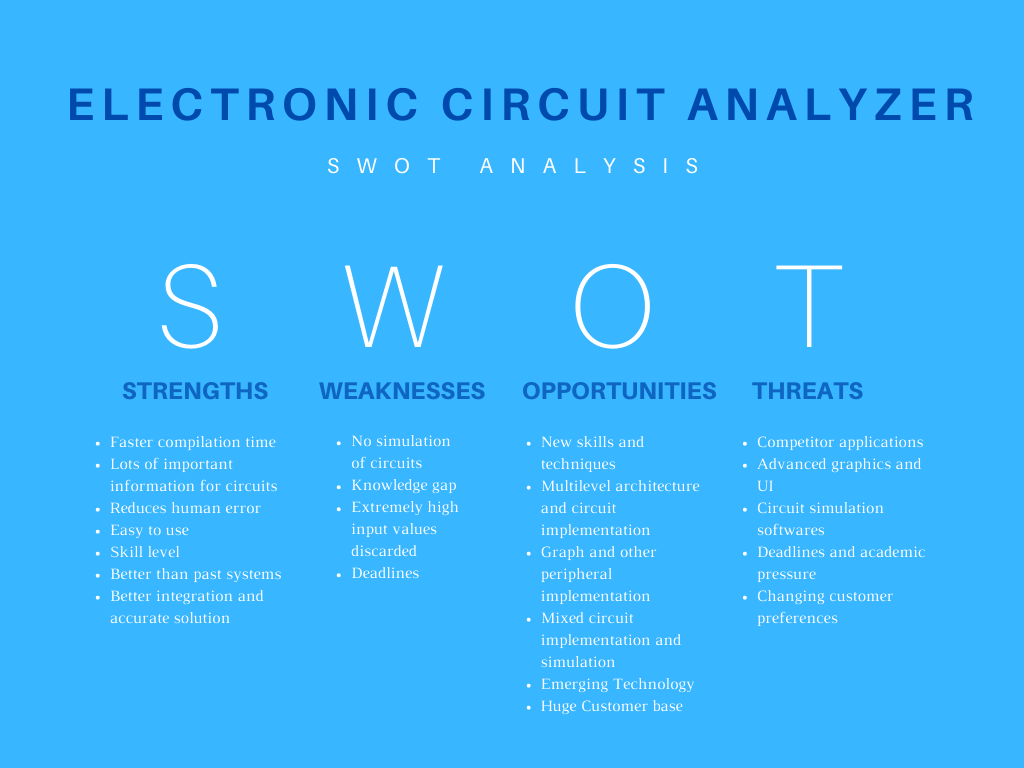 ELECTRONIC CIRCUIT ANALYZER
SWOT ANALYSIS
S
STRENGTHS
• Faster compilation time
• Lots of important
information for circuits
• Reduces human error
• Easy to use
• Skill level
• Better than past systems
• Better integration and
accurate solution
W
WEAKNESSES
• No simulation
of circuits
• Knowledge gap
• Extremely high
input values
discarded
• Deadlines
O
OPPORTUNITIES
• New skills and
techniques
• Multilevel architecture
and circuit
implementation
• Graph and other
peripheral
implementation
• Mixed circuit
implementation and
simulation
• Emerging Technology
• Huge Customer base
T
THREATS
• Competitor applications
• Advanced graphics and
UI
• Circuit simulation
softwares
• Deadlines and academic
pressure
• Changing customer
preferences